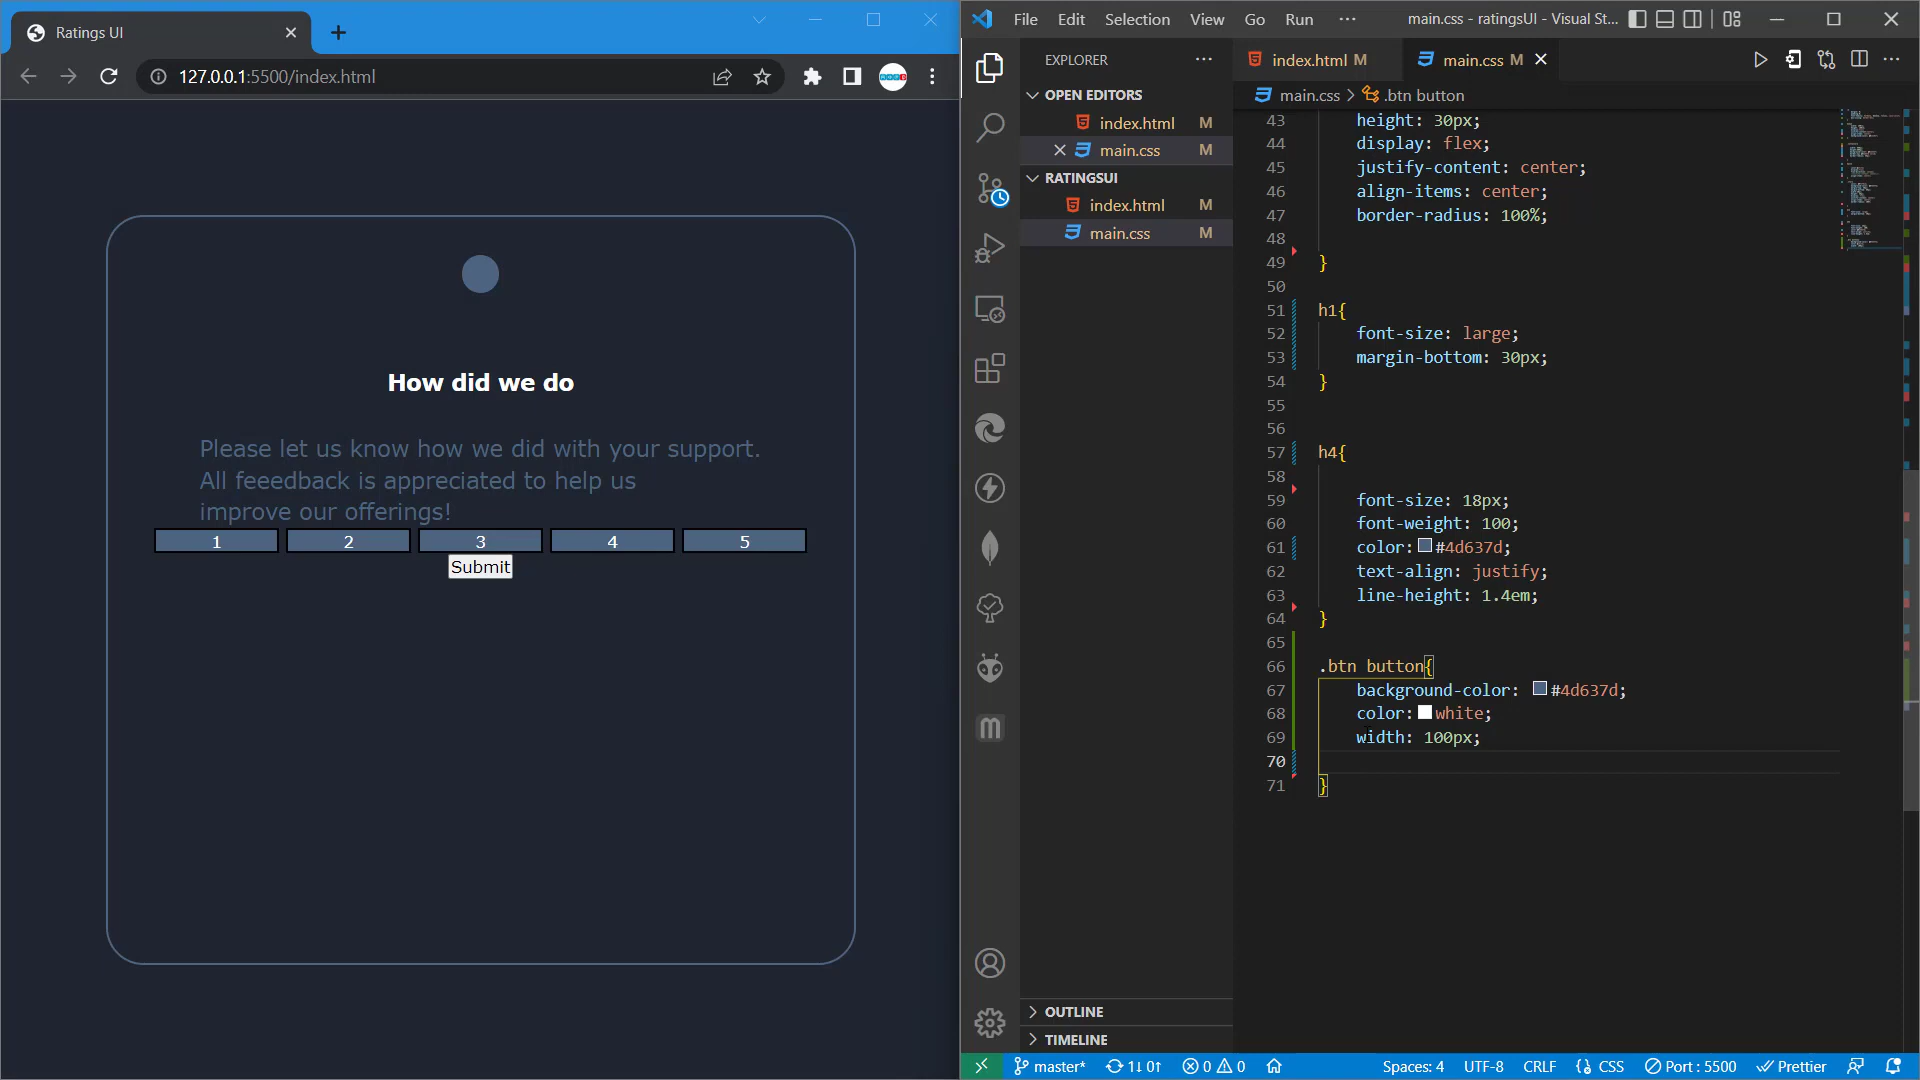 Ratings UI
127.0.0.1:5500/index.html
How did we do
Please let us know how we did with your support.
All feeedback is appreciated to help us
improve our offerings!
1 2 3 4 5
Submit
File Edit Selection View Go Run ··· main.css - ratingsUI - Visual St...
EXPLORER ···
OPEN EDITORS
index.html M
main.css M
RATINGSUI
index.html M
main.css M
OUTLINE
TIMELINE
index.html M main.css M
main.css > .btn button
43 height: 30px;
44 display: flex;
45 justify-content: center;
46 align-items: center;
47 border-radius: 100%;
48
49 }
50
51 h1{
52 font-size: large;
53 margin-bottom: 30px;
54 }
55
56
57 h4{
58
59 font-size: 18px;
60 font-weight: 100;
61 color: #4d637d;
62 text-align: justify;
63 line-height: 1.4em;
64 }
65
66 .btn button{
67 background-color: #4d637d;
68 color: white;
69 width: 100px;
70
71 }
master* 1↓ 0↑ 0 0 Spaces: 4 UTF-8 CRLF {} CSS Port : 5500 Prettier